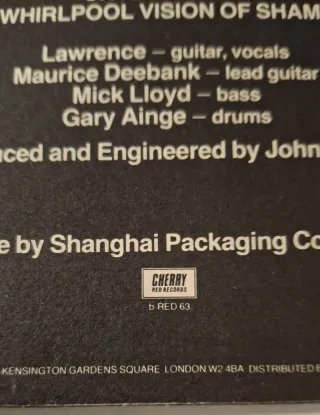 WHIRLPOOL VISION OF SHAM
Lawrence – guitar, vocals
Maurice Deebank – lead guitar
Mick Lloyd – bass
Gary Ainge – drums
ced and Engineered by John
e by Shanghai Packaging Co
CHERRY
RED RECORDS
b-RED 63
KENSINGTON GARDENS SQUARE LONDON W2 4BA DISTRIBUTED B